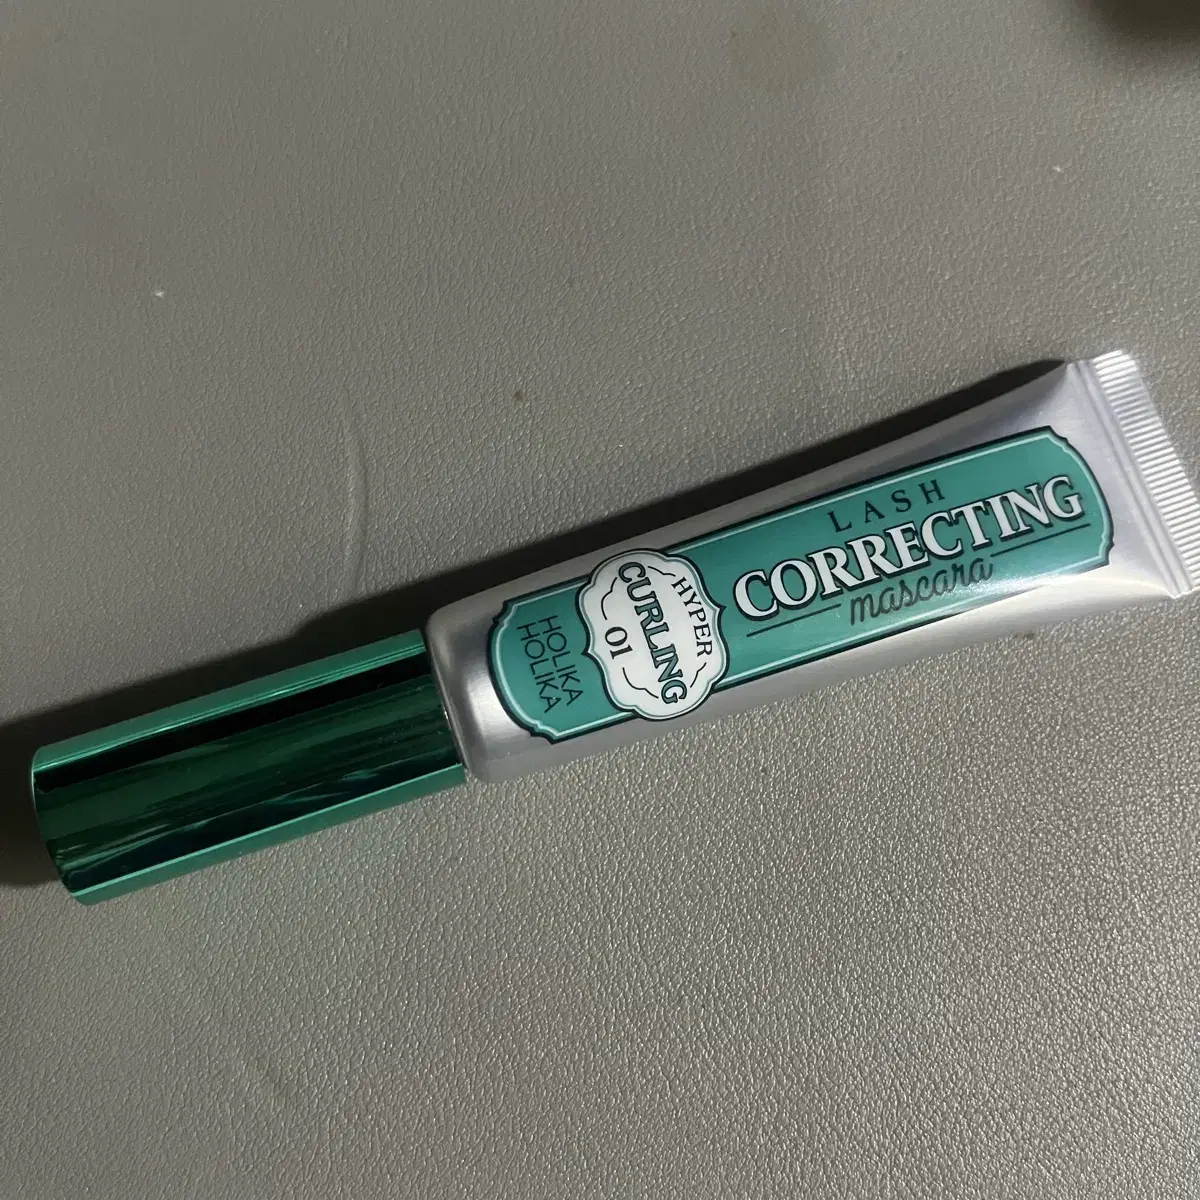 LASH
CORRECTING
mascara
HYPER
CURLING
01
HOLIKA
HOLIKA